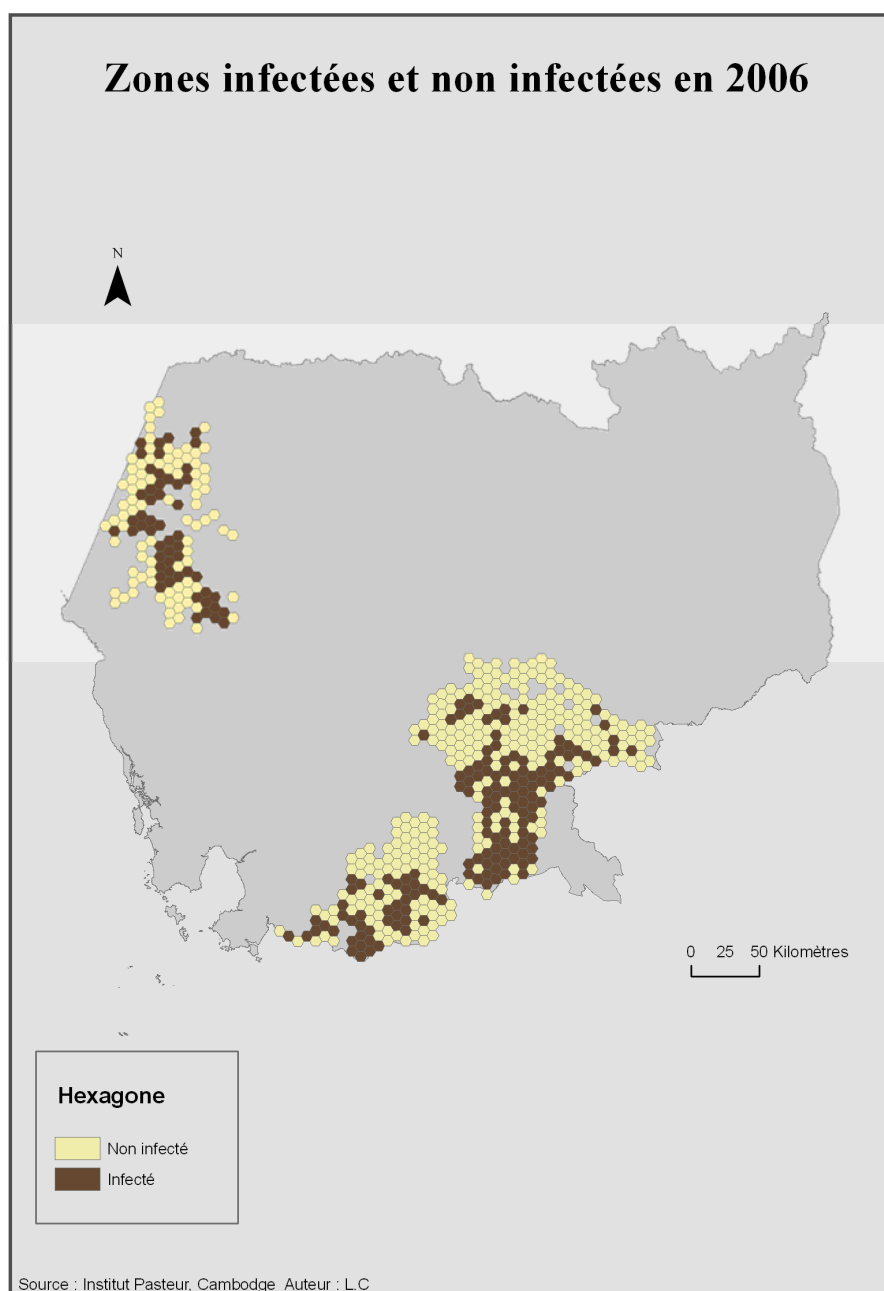 Zones infectées et non infectées en 2006
N
0 25 50 Kilomètres
Hexagone
Non infecté
Infecté
Source : Institut Pasteur, Cambodge Auteur : L.C